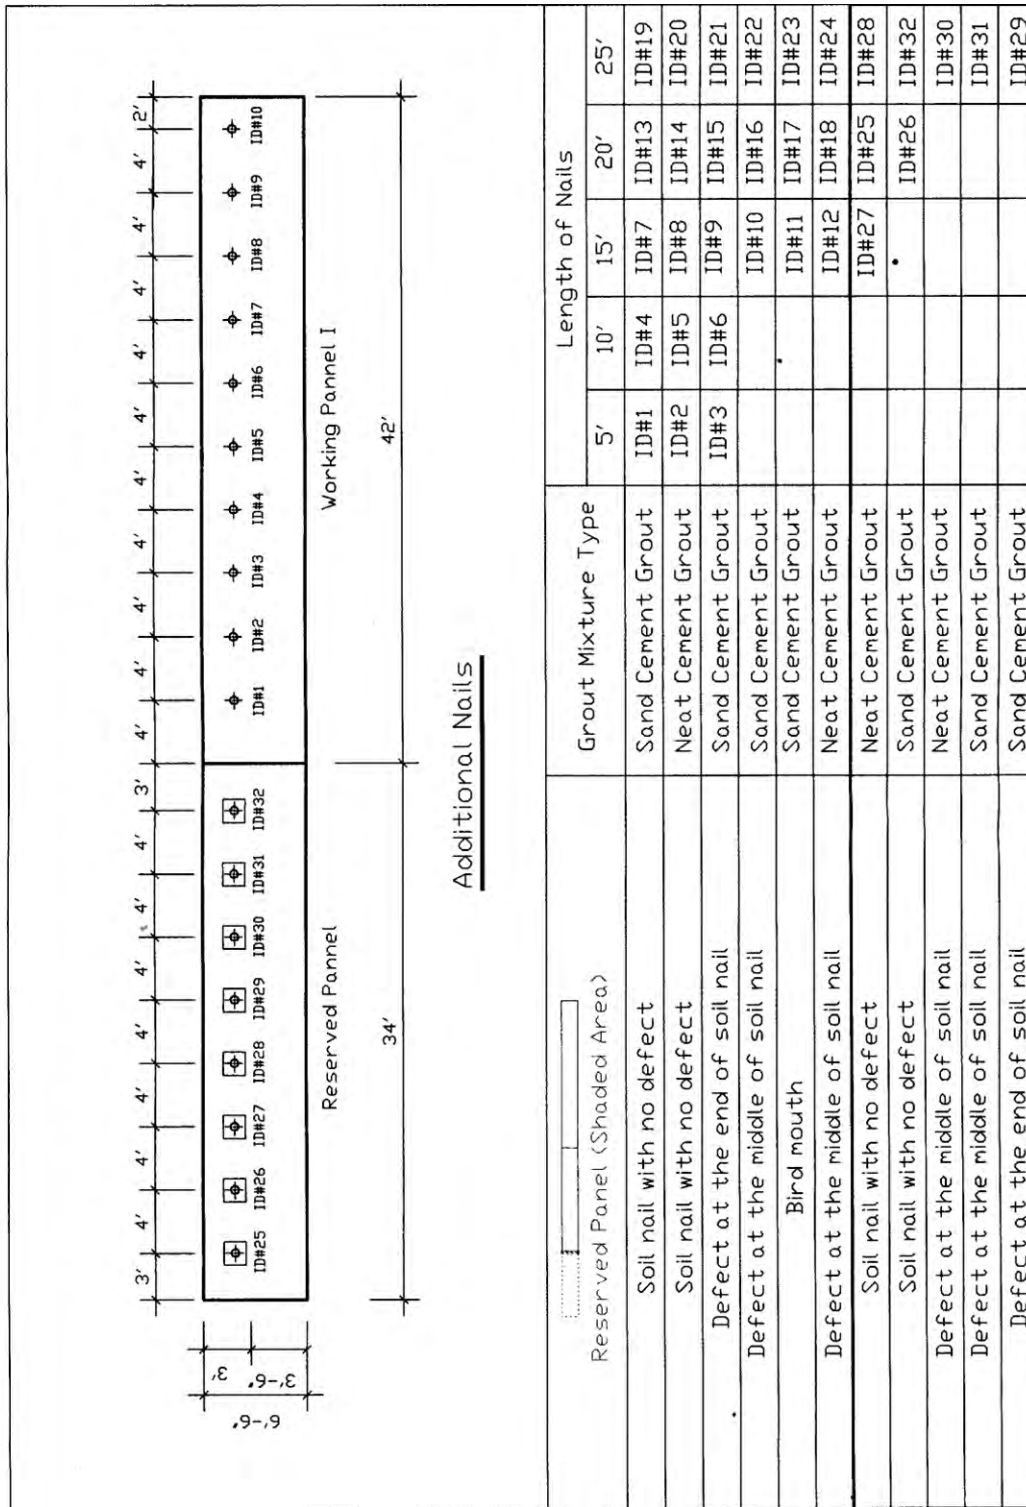 3' 4' 4' 4' 4' 4' 4' 4' 3' 4' 4' 4' 4' 4' 4' 4' 4' 4' 4' 2'
ID#25 ID#26 ID#27 ID#28 ID#29 ID#30 ID#31 ID#32 ID#1 ID#2 ID#3 ID#4 ID#5 ID#6 ID#7 ID#8 ID#9 ID#10
3'
3'-6"
6'-6"
Reserved Pannel Working Pannel I
34' 42'
Additional Nails
Reserved Panel (Shaded Area) Grout Mixture Type Length of Nails
5' 10' 15' 20' 25'
Soil nail with no defect Sand Cement Grout ID#1 ID#4 ID#7 ID#13 ID#19
Soil nail with no defect Neat Cement Grout ID#2 ID#5 ID#8 ID#14 ID#20
Defect at the end of soil nail Sand Cement Grout ID#3 ID#6 ID#9 ID#15 ID#21
Defect at the middle of soil nail Sand Cement Grout ID#10 ID#16 ID#22
Bird mouth Sand Cement Grout ID#11 ID#17 ID#23
Defect at the middle of soil nail Neat Cement Grout ID#12 ID#18 ID#24
Soil nail with no defect Neat Cement Grout ID#27 ID#25 ID#28
Soil nail with no defect Sand Cement Grout ID#26 ID#32
Defect at the middle of soil nail Neat Cement Grout ID#30
Defect at the middle of soil nail Sand Cement Grout ID#31
Defect at the end of soil nail Sand Cement Grout ID#29